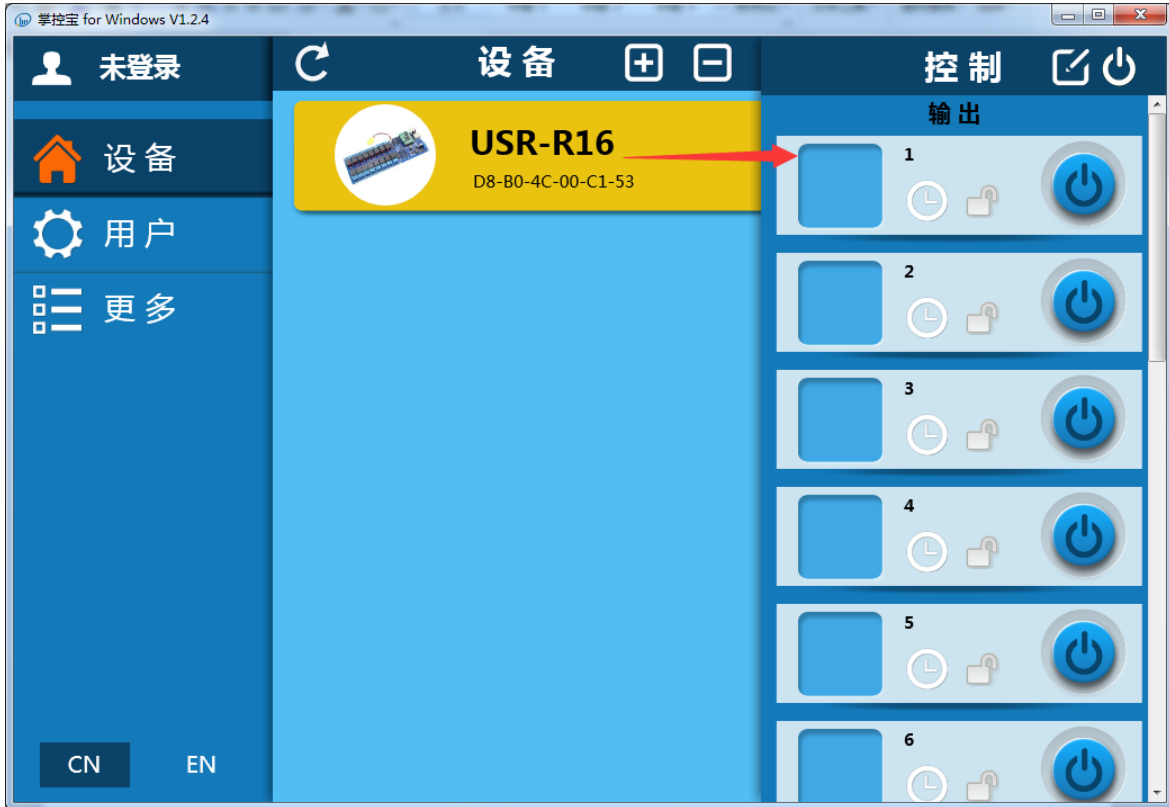 掌控宝 for Windows V1.2.4
未登录
设备
用户
更多
CN EN
设备
USR-R16
D8-B0-4C-00-C1-53
控制
输出
1
2
3
4
5
6